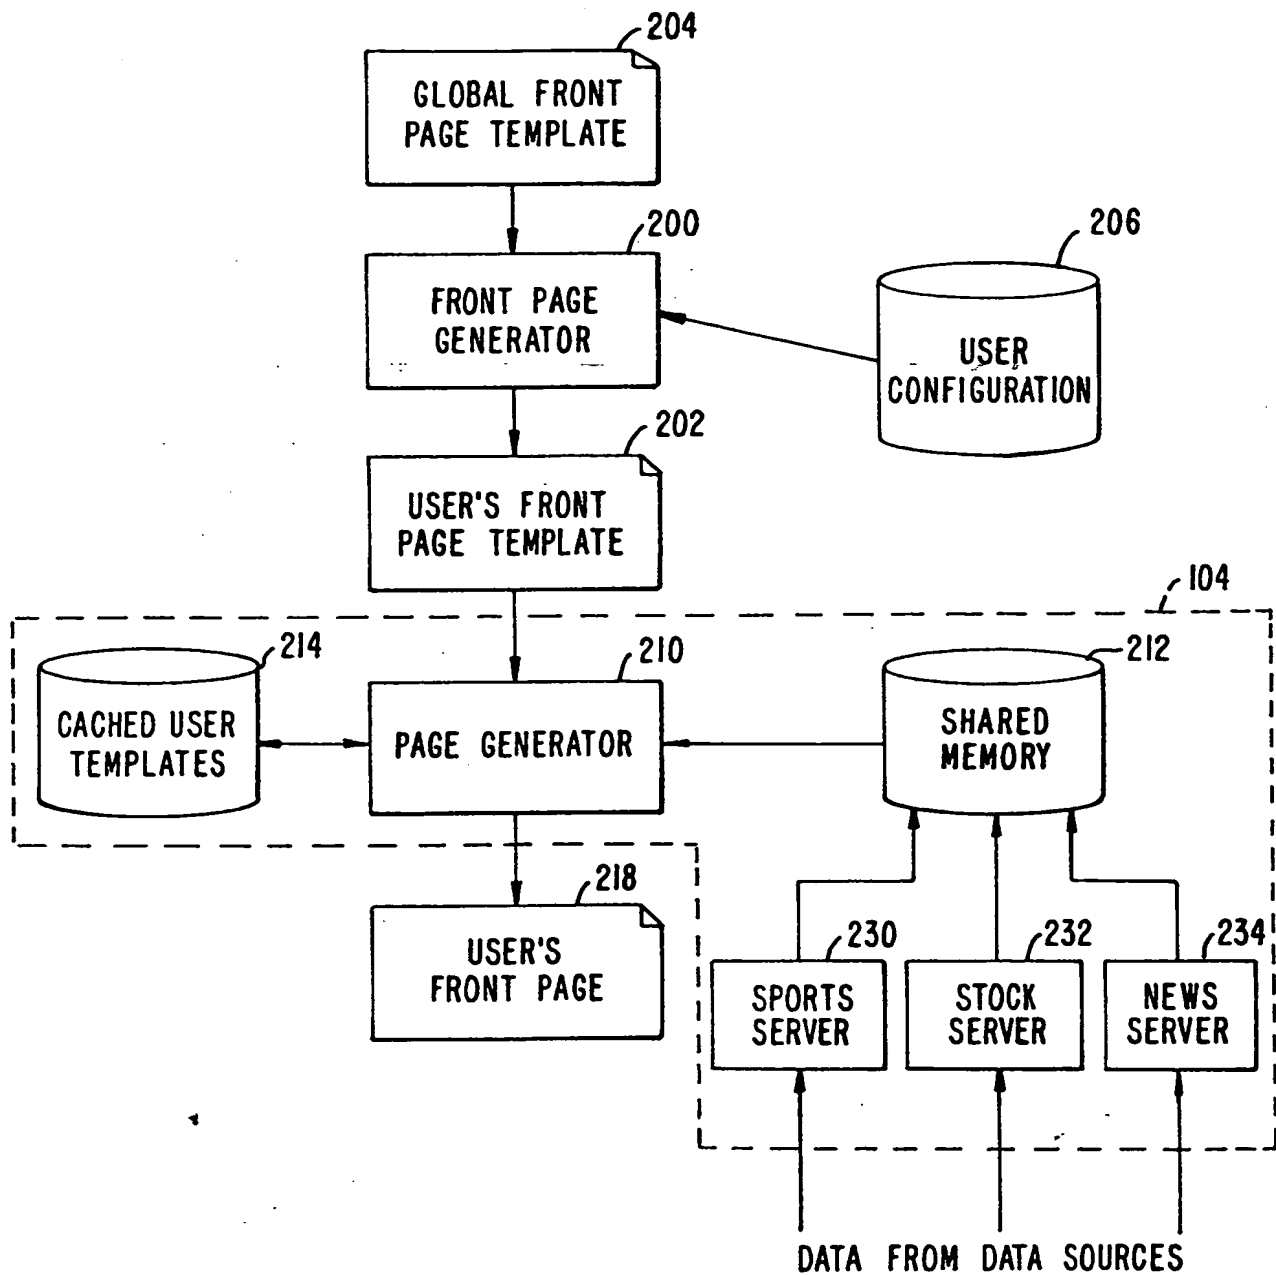 204
GLOBAL FRONT
PAGE TEMPLATE
200
FRONT PAGE
GENERATOR
206
USER
CONFIGURATION
202
USER'S FRONT
PAGE TEMPLATE
104
214
CACHED USER
TEMPLATES
210
PAGE GENERATOR
212
SHARED
MEMORY
218
USER'S
FRONT PAGE
230
SPORTS
SERVER
232
STOCK
SERVER
234
NEWS
SERVER
DATA FROM DATA SOURCES